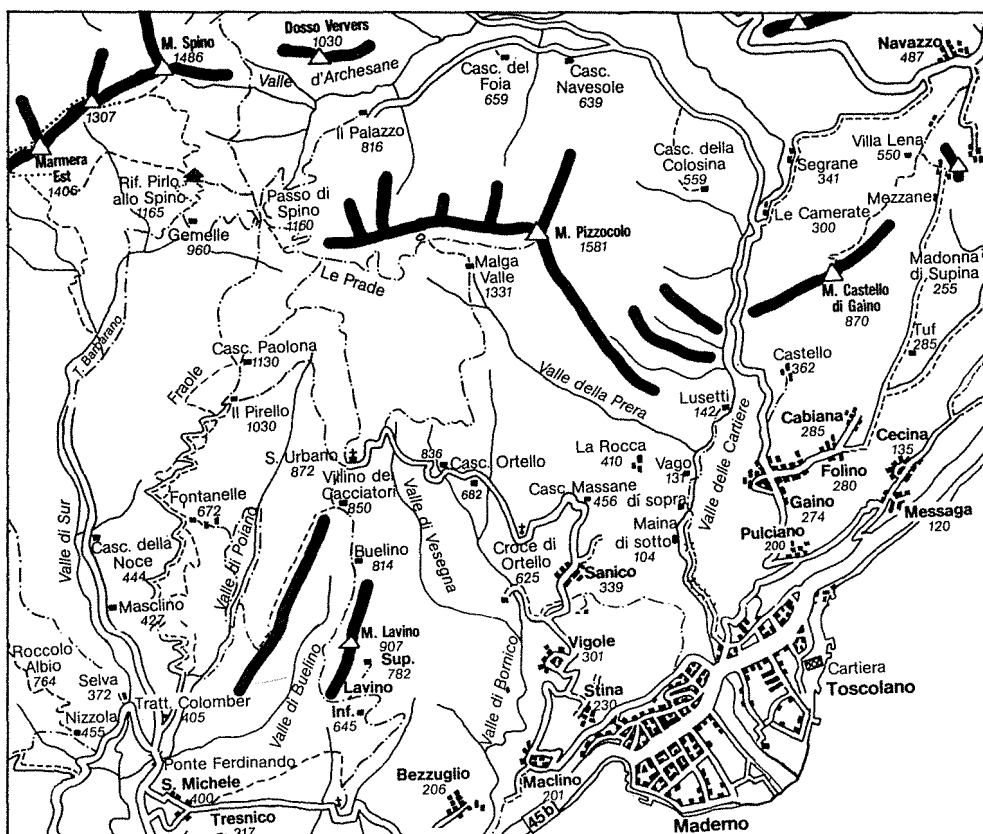 M. Spino
1486
Dosso Ververs
1030
Valle
d'Archesane
Casc. del
Foia
659
Casc.
Navesole
639
Navazzo
487
1307
Il Palazzo
816
Marmera
Est
1406
Rif. Pirlo
allo Spino
1165
Passo di
Spino
1160
Gemelle
960
Casc. della
Colosina
559
Segrane
341
Villa Lena
550
Mezzane
Le Camerate
300
M. Pizzocolo
1581
Le Prade
Malga
Valle
1331
M. Castello
di Gaino
870
Madonna
di Supina
255
Tuf
285
T. Barbarano
Casc. Paolona
1130
Fraole
Il Pirello
1030
Valle della Prera
Castello
362
Lusetti
142
Cabiana
285
Cecina
135
S. Urbano
872
836
Casc. Ortello
682
La Rocca
410
Vago
131
Valle delle Cartiere
Folino
280
Gaino
274
Messaga
120
Villino dei
Cacciatori
850
Casc. Massane
456
di sopra
Maina
di sotto
104
Pulciano
200
Fontanelle
672
Valle di Sur
Casc. della
Noce
444
Valle di Poiano
Buelino
814
Valle di Vesegna
Croce di
Ortello
625
Sanico
339
Masclino
427
M. Lavino
907
Sup.
782
Vigole
301
Roccolo
Albio
764
Selva
372
Tratt. Colomber
405
Nizzola
455
Valle di Buelino
Lavino
Inf.
645
Valle di Bornico
Stina
230
Cartiera
Toscolano
Ponte Ferdinando
S. Michele
400
Tresnico
317
Bezzuglio
206
Maclino
201
45b
Maderno